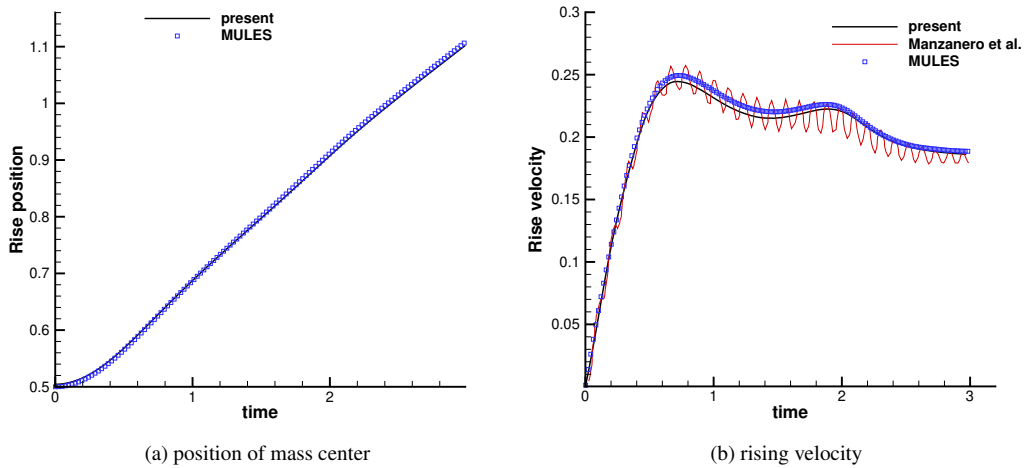 present
MULES
Rise position
1.1
1
0.9
0.8
0.7
0.6
0.5
0
1
2
time
(a) position of mass center
present
Manzanero et al.
MULES
Rise velocity
0.3
0.25
0.2
0.15
0.1
0.05
0
1
2
3
time
(b) rising velocity